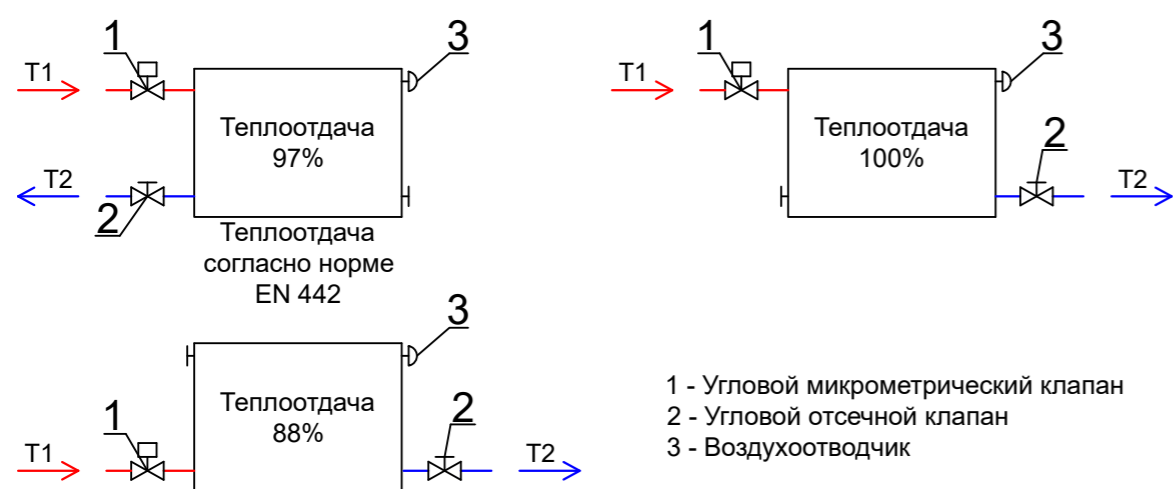 1
3
T1
Теплоотдача
97%
T2
2
Теплоотдача
согласно норме
EN 442
1
3
T1
Теплоотдача
100%
2
T2
3
1
Теплоотдача
88%
2
T1
T2
1 - Угловой микрометрический клапан
2 - Угловой отсечной клапан
3 - Воздухоотводчик